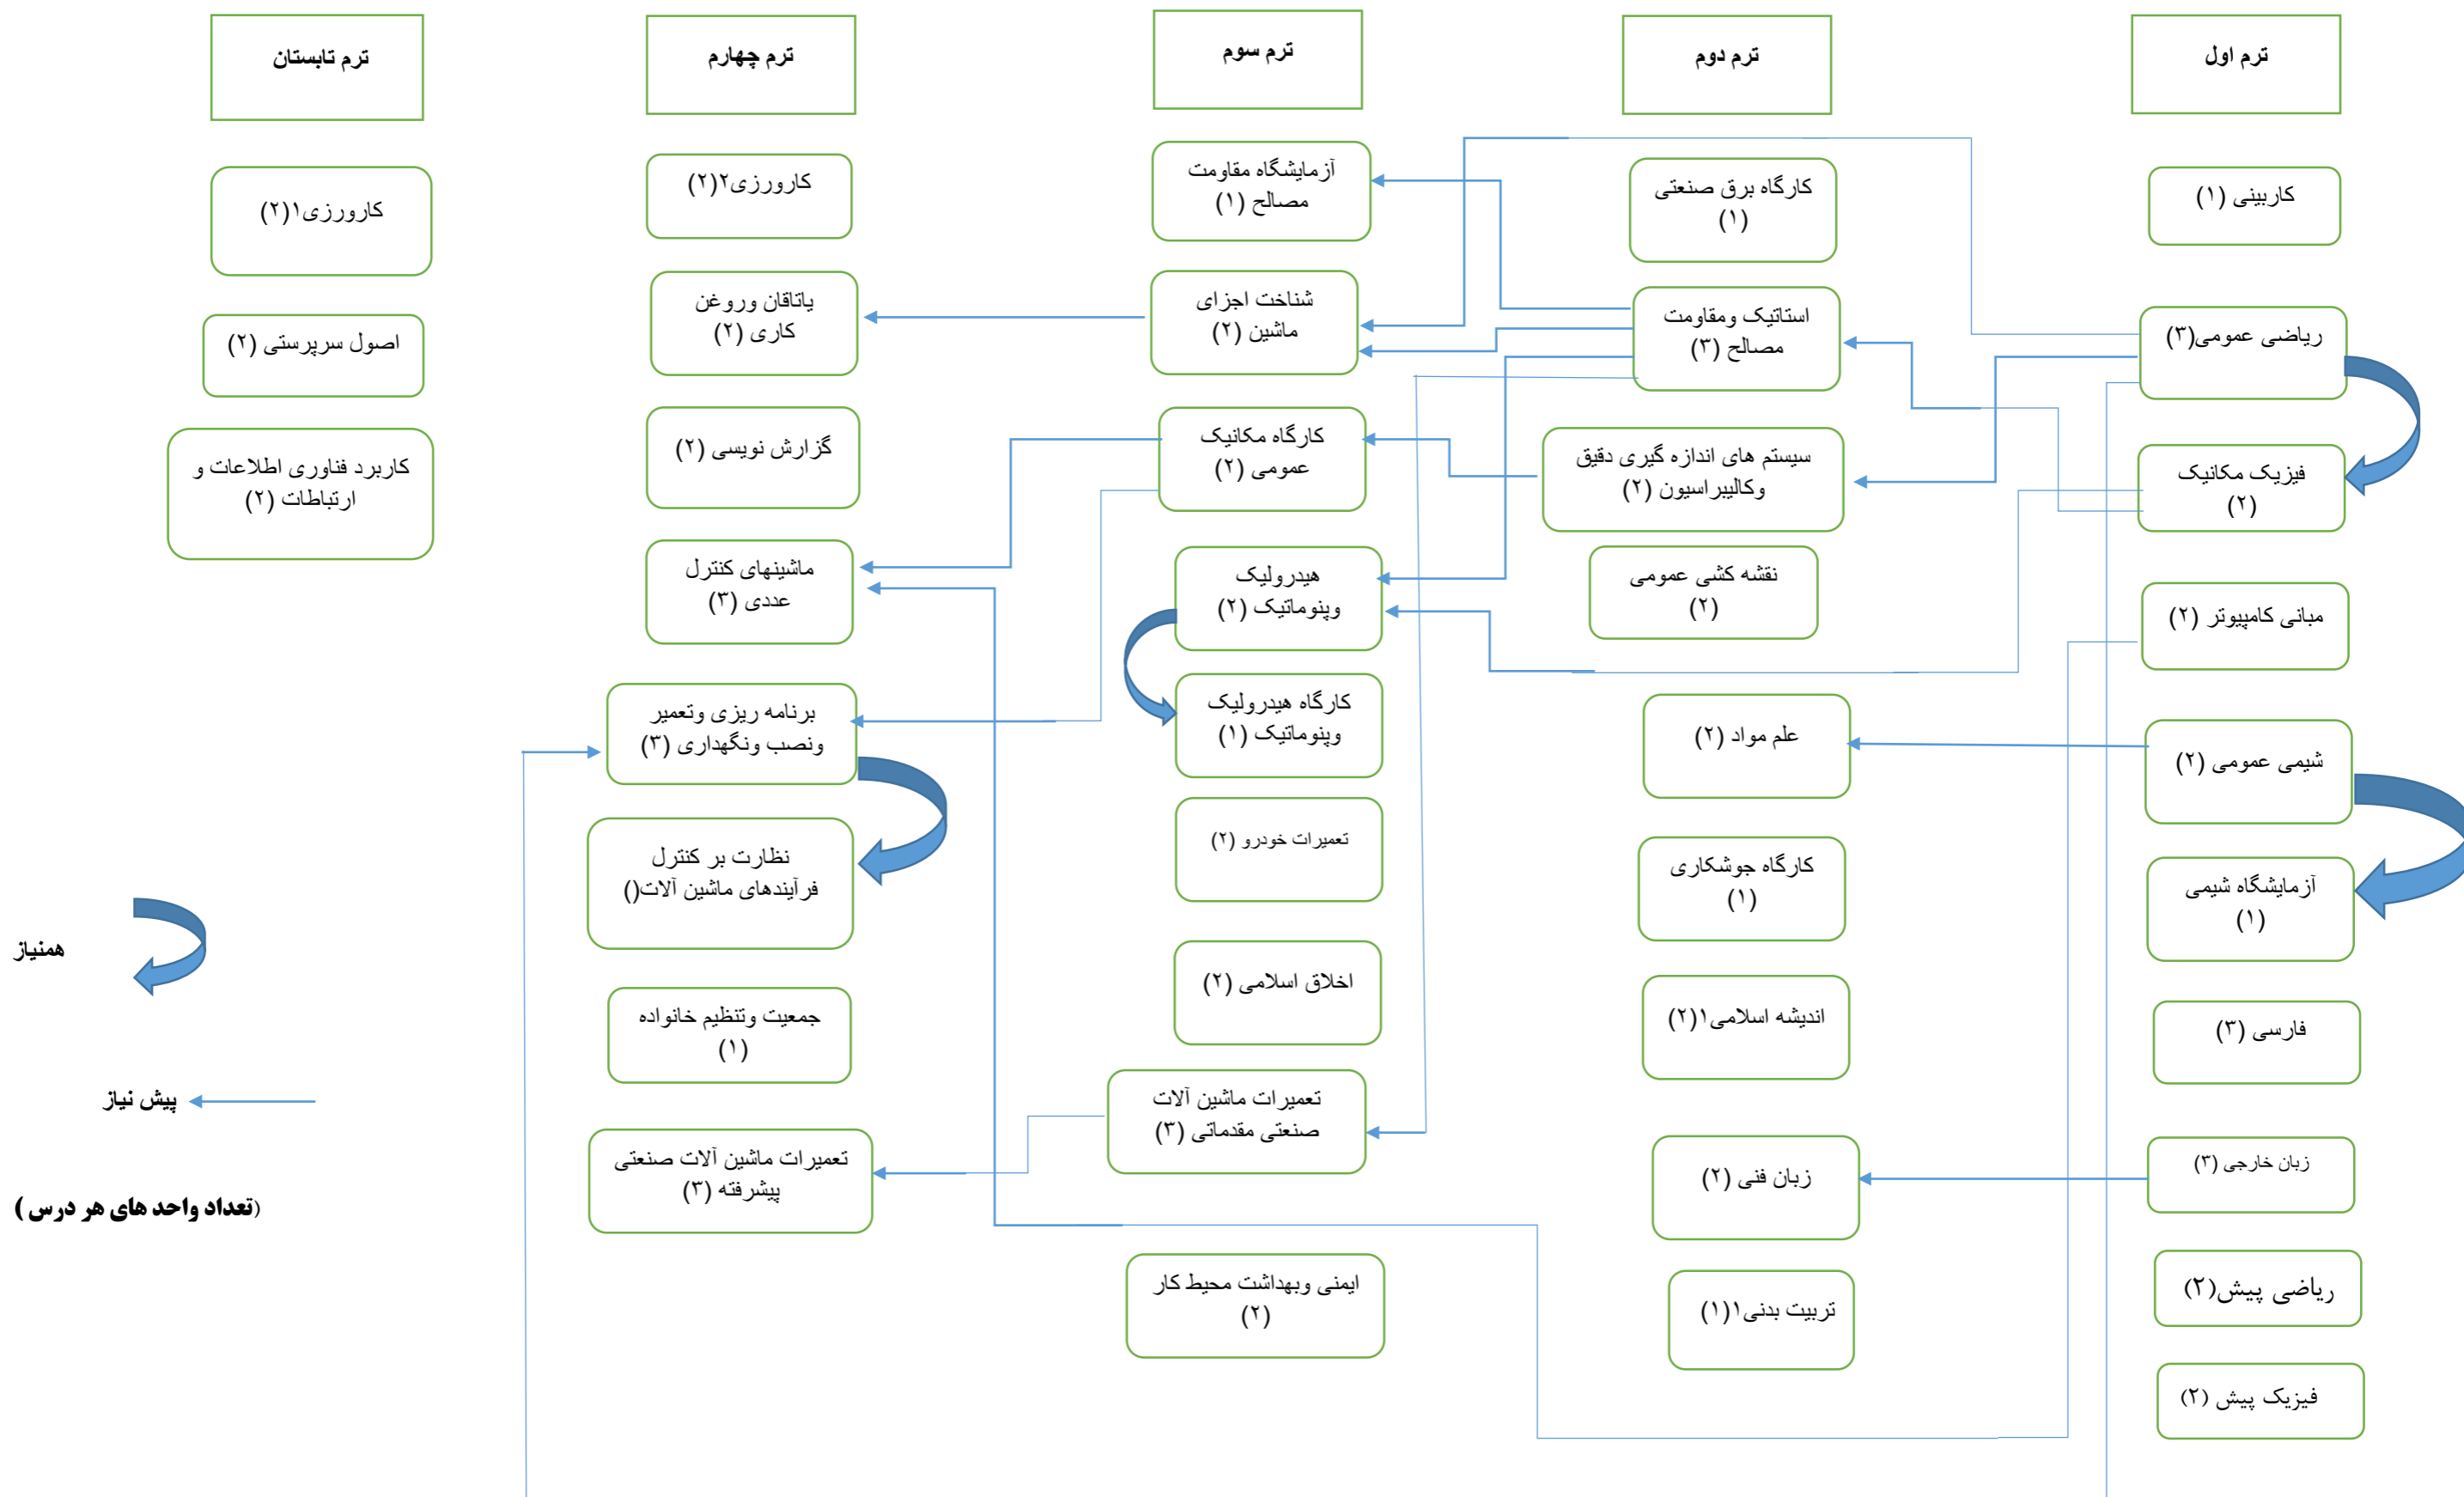 ترم اول
کاربینی (۱)
ریاضی عمومی(۳)
فیزیک مکانیک
(۲)
مبانی کامپیوتر (۲)
شیمی عمومی (۲)
آزمایشگاه شیمی
(۱)
فارسی (۳)
زبان خارجی (۳)
ریاضی پیش(۲)
فیزیک پیش (۲)
ترم دوم
کارگاه برق صنعتی
(۱)
استاتیک ومقاومت
مصالح (۳)
سیستم های اندازه گیری دقیق
وکالیبراسیون (۲)
نقشه کشی عمومی
(۲)
علم مواد (۲)
کارگاه جوشکاری
(۱)
اندیشه اسلامی۱(۲)
زبان فنی (۲)
تربیت بدنی۱(۱)
ترم سوم
آزمایشگاه مقاومت
مصالح (۱)
شناخت اجزای
ماشین (۲)
کارگاه مکانیک
عمومی (۲)
هیدرولیک
وپنوماتیک (۲)
کارگاه هیدرولیک
وپنوماتیک (۱)
تعمیرات خودرو (۲)
اخلاق اسلامی (۲)
تعمیرات ماشین آلات
صنعتی مقدماتی (۳)
ایمنی وبهداشت محیط کار
(۲)
ترم چهارم
کارورزی۲(۲)
یاتاقان وروغن
کاری (۲)
گزارش نویسی (۲)
ماشینهای کنترل
عددی (۳)
برنامه ریزی وتعمیر
ونصب ونگهداری (۳)
نظارت بر کنترل
فرآیندهای ماشین آلات()
جمعیت وتنظیم خانواده
(۱)
تعمیرات ماشین آلات صنعتی
پیشرفته (۳)
ترم تابستان
کارورزی۱(۲)
اصول سرپرستی (۲)
کاربرد فناوری اطلاعات و
ارتباطات (۲)
همنیاز
پیش نیاز
(تعداد واحد های هر درس )